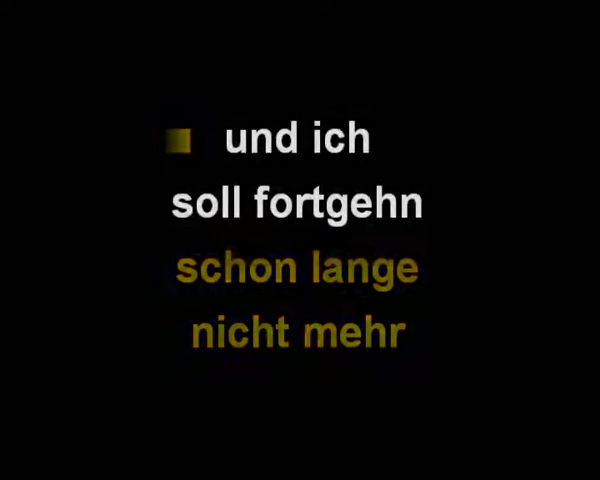 und ich
soll fortgehn
schon lange
nicht mehr